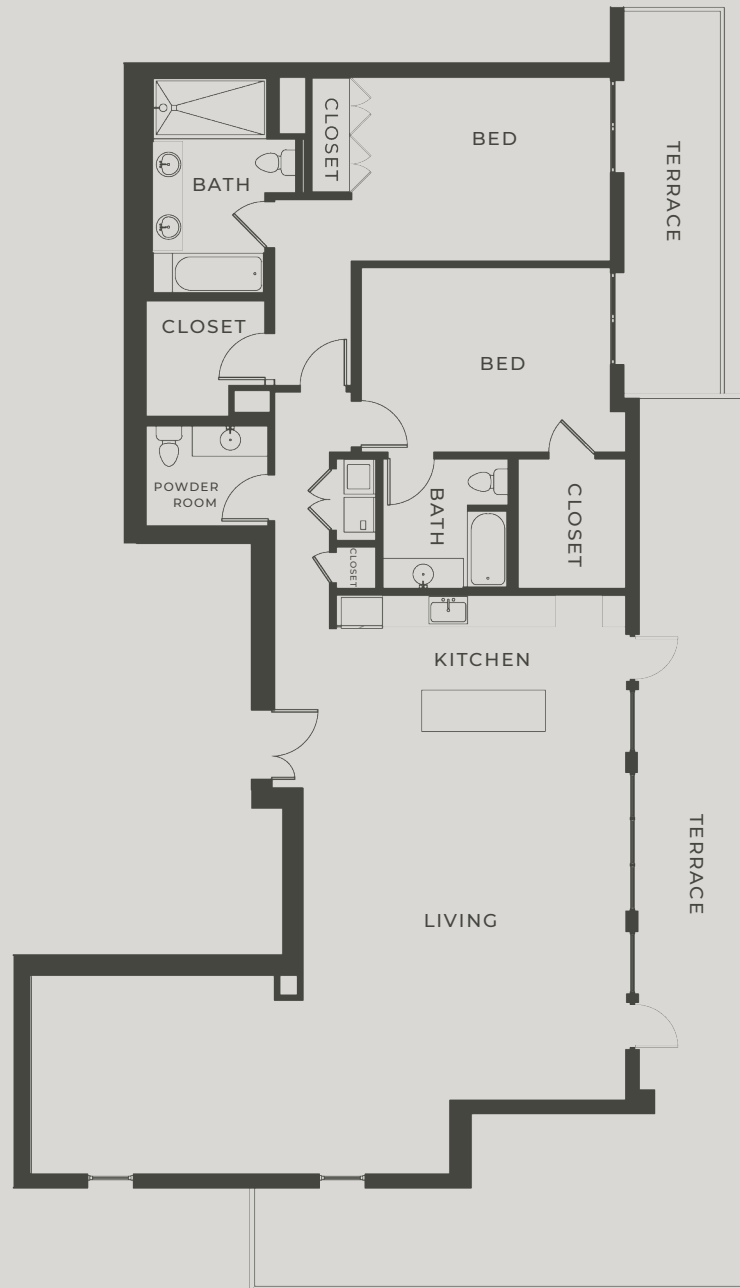 CLOSET
BED
TERRACE
BATH
CLOSET
BED
POWDER
ROOM
BATH
CLOSET
CLOSET
KITCHEN
TERRACE
LIVING